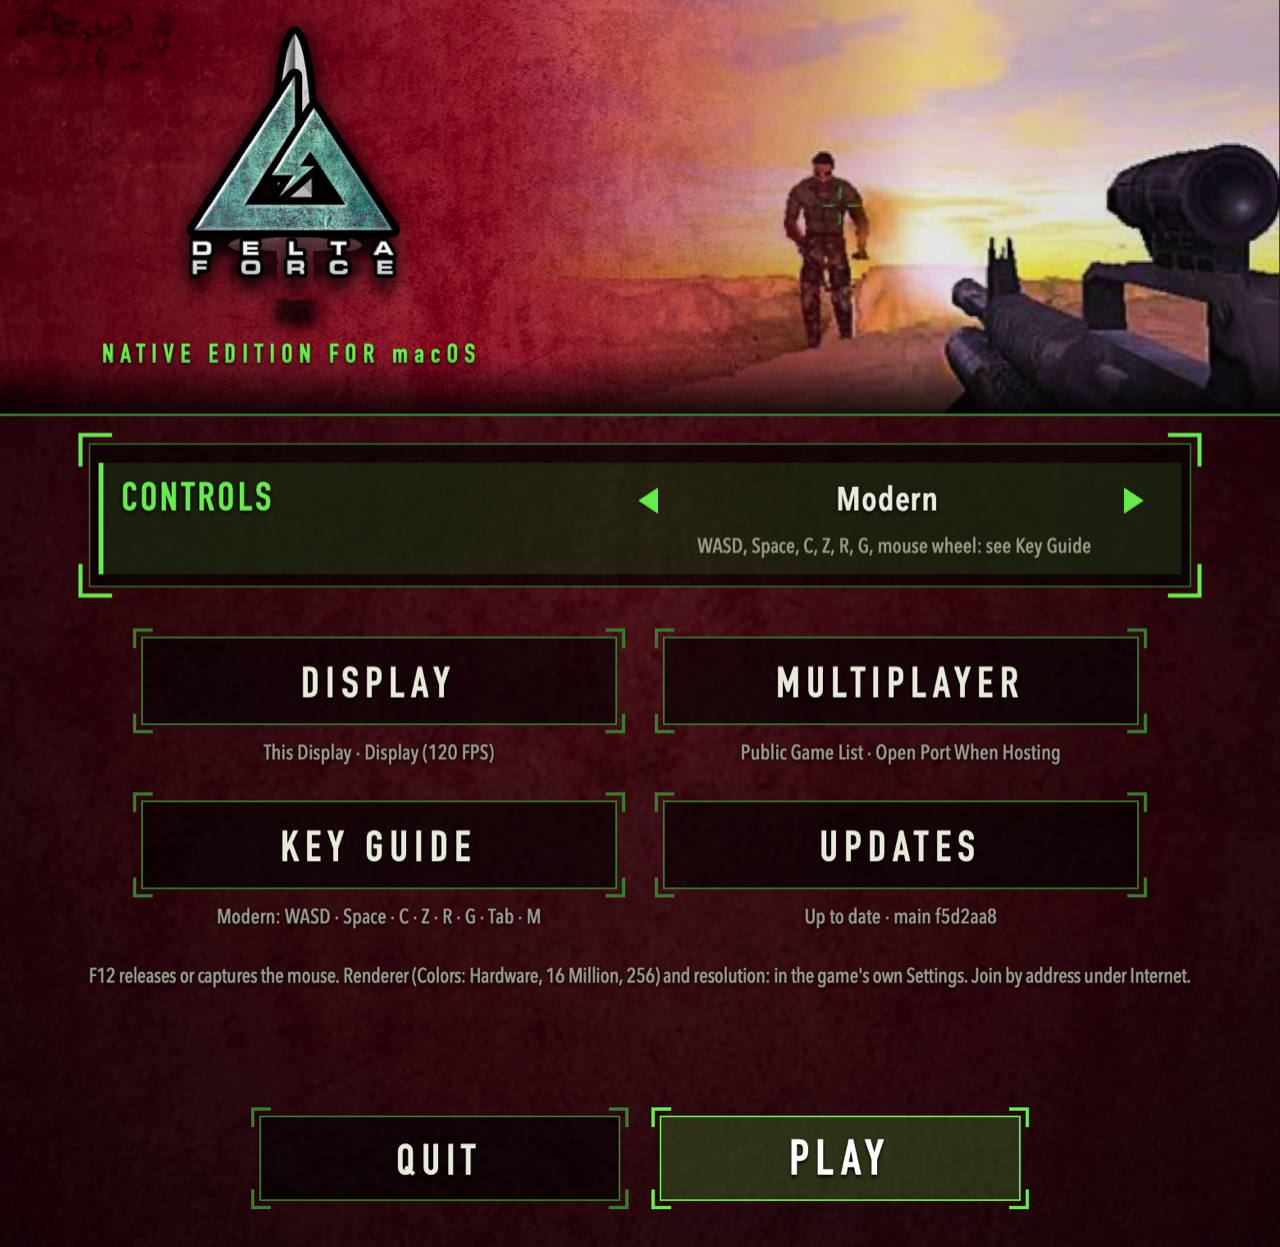 DELTA
FORCE
NATIVE EDITION FOR macOS
CONTROLS
Modern
WASD, Space, C, Z, R, G, mouse wheel: see Key Guide
DISPLAY
MULTIPLAYER
This Display · Display (120 FPS)
Public Game List · Open Port When Hosting
KEY GUIDE
UPDATES
Modern: WASD · Space · C · Z · R · G · Tab · M
Up to date · main f5d2aa8
F12 releases or captures the mouse. Renderer (Colors: Hardware, 16 Million, 256) and resolution: in the game's own Settings. Join by address under Internet.
QUIT
PLAY